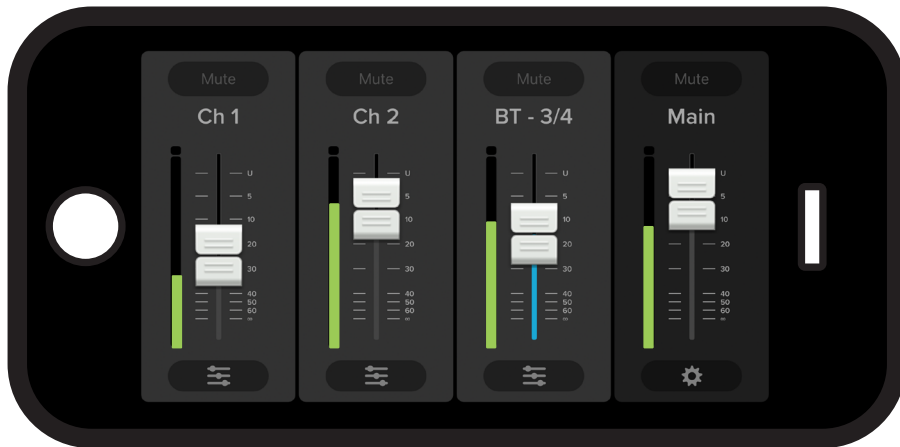 Mute Mute Mute Mute
Ch 1 Ch 2 BT - 3/4 Main
U U U U
5 5 5 5
10 10 10 10
20 20 20 20
30 30 30 30
40 40 40 40
50 50 50 50
60 60 60 60
∞ ∞ ∞ ∞